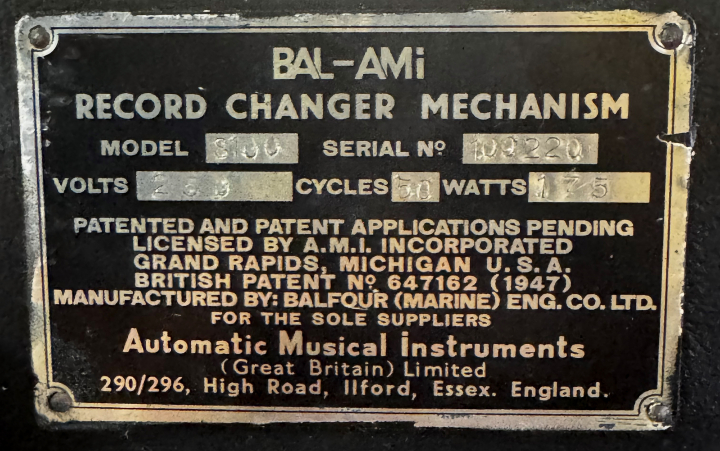 BAL-AMi
RECORD CHANGER MECHANISM
MODEL S100 SERIAL Nº 109220
VOLTS 230 CYCLES 50 WATTS 175
PATENTED AND PATENT APPLICATIONS PENDING
LICENSED BY A.M.I. INCORPORATED
GRAND RAPIDS, MICHIGAN U.S.A.
BRITISH PATENT Nº 647162 (1947)
MANUFACTURED BY: BALFOUR (MARINE) ENG. CO. LTD.
FOR THE SOLE SUPPLIERS
Automatic Musical Instruments
(Great Britain) Limited
290/296, High Road, Ilford, Essex. England.